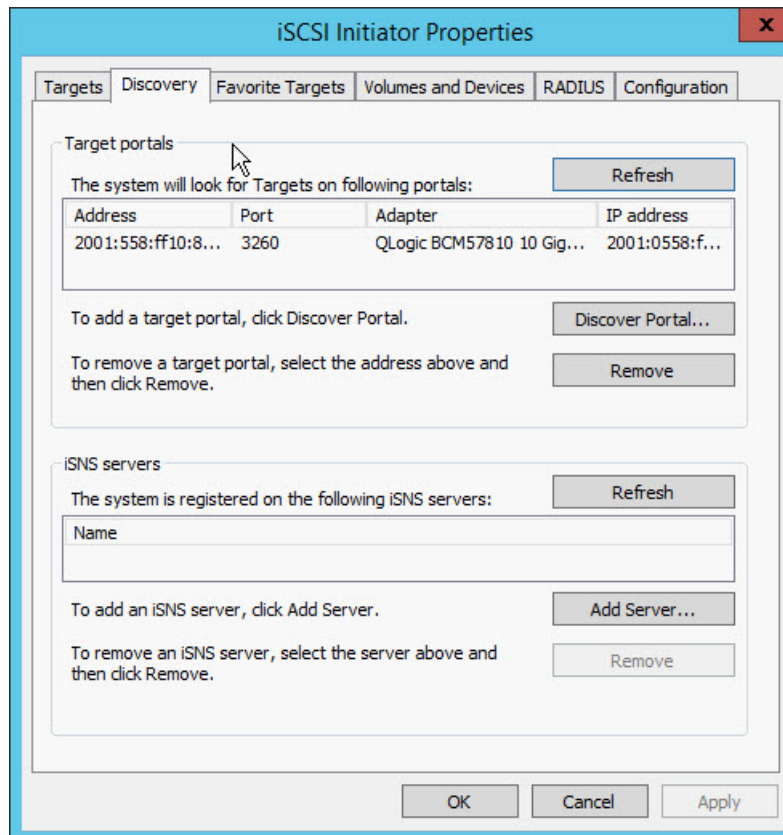 iSCSI Initiator Properties
x
Targets Discovery Favorite Targets Volumes and Devices RADIUS Configuration
Target portals
The system will look for Targets on following portals: Refresh
Address Port Adapter IP address
2001:558:ff10:8... 3260 QLogic BCM57810 10 Gig... 2001:0558:f...
To add a target portal, click Discover Portal. Discover Portal...
To remove a target portal, select the address above and
then click Remove.
Remove
iSNS servers
The system is registered on the following iSNS servers: Refresh
Name
To add an iSNS server, click Add Server. Add Server...
To remove an iSNS server, select the server above and
then click Remove.
Remove
OK Cancel Apply